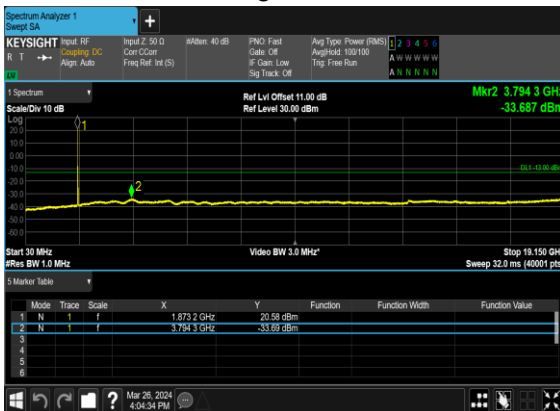 Spectrum Analyzer 1
Swept SA
KEYSIGHT Input: RF Input Z: 50 Ω #Atten: 40 dB PNO: Fast Avg Type: Power (RMS) 1 2 3 4 5 6
R T Coupling: DC Corr CCorr Gate: Off Avg|Hold: 100/100 A W W W W W
Align: Auto Freq Ref: Int (S) IF Gain: Low Trig: Free Run
LV Sig Track: Off A N N N N N
1 Spectrum Ref Lvl Offset 11.00 dB Mkr2 3.794 3 GHz
Scale/Div 10 dB Ref Level 30.00 dBm -33.687 dBm
Log
20.0
10.0
0.00
-10.0
DL1 -13.00 dBm
-20.0
-30.0
-40.0
-50.0
-60.0
1
2
Start 30 MHz Video BW 3.0 MHz* Stop 19.150 GHz
#Res BW 1.0 MHz Sweep 32.0 ms (40001 pts)
5 Marker Table
Mode Trace Scale X Y Function Function Width Function Value
1 N 1 f 1.873 2 GHz 20.58 dBm
2 N 1 f 3.794 3 GHz -33.69 dBm
3
4
5
6
? Mar 26, 2024
4:04:34 PM